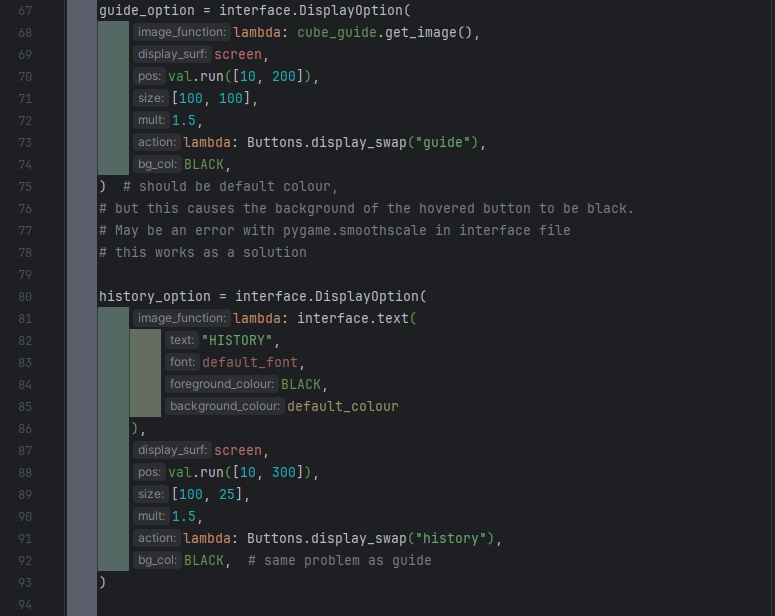 67 guide_option = interface.DisplayOption(
68 image_function: lambda: cube_guide.get_image(),
69 display_surf: screen,
70 pos: val.run([10, 200]),
71 size: [100, 100],
72 mult: 1.5,
73 action: lambda: Buttons.display_swap("guide"),
74 bg_col: BLACK,
75 ) # should be default colour,
76 # but this causes the background of the hovered button to be black.
77 # May be an error with pygame.smoothscale in interface file
78 # this works as a solution
79
80 history_option = interface.DisplayOption(
81 image_function: lambda: interface.text(
82 text: "HISTORY",
83 font: default_font,
84 foreground_colour: BLACK,
85 background_colour: default_colour
86 ),
87 display_surf: screen,
88 pos: val.run([10, 300]),
89 size: [100, 25],
90 mult: 1.5,
91 action: lambda: Buttons.display_swap("history"),
92 bg_col: BLACK, # same problem as guide
93 )
94